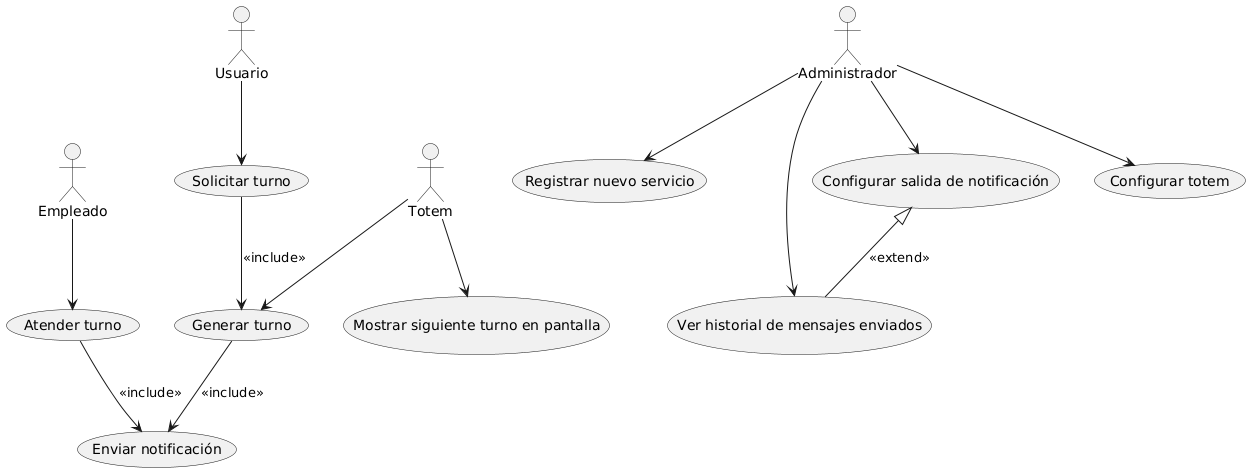 Usuario
Administrador
Empleado
Solicitar turno
Totem
Registrar nuevo servicio
Configurar salida de notificación
Configurar totem
«include»
«extend»
Atender turno
Generar turno
Mostrar siguiente turno en pantalla
Ver historial de mensajes enviados
«include»
«include»
Enviar notificación